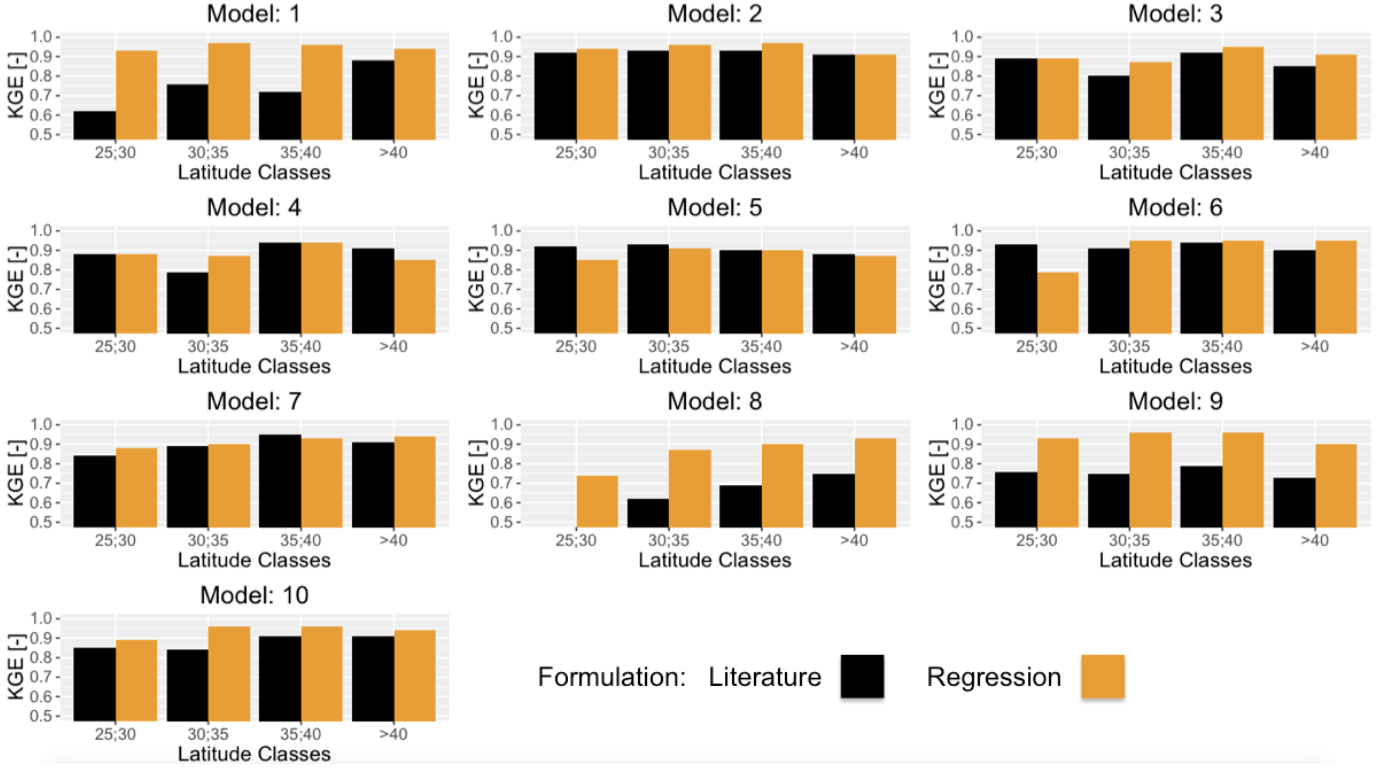 Model: 1
KGE [-]
1.0
0.9
0.8
0.7
0.6
0.5
25;30 30;35 35;40 >40
Latitude Classes
Model: 2
KGE [-]
1.0
0.9
0.8
0.7
0.6
0.5
25;30 30;35 35;40 >40
Latitude Classes
Model: 3
KGE [-]
1.0
0.9
0.8
0.7
0.6
0.5
25;30 30;35 35;40 >40
Latitude Classes
Model: 4
KGE [-]
1.0
0.9
0.8
0.7
0.6
0.5
25;30 30;35 35;40 >40
Latitude Classes
Model: 5
KGE [-]
1.0
0.9
0.8
0.7
0.6
0.5
25;30 30;35 35;40 >40
Latitude Classes
Model: 6
KGE [-]
1.0
0.9
0.8
0.7
0.6
0.5
25;30 30;35 35;40 >40
Latitude Classes
Model: 7
KGE [-]
1.0
0.9
0.8
0.7
0.6
0.5
25;30 30;35 35;40 >40
Latitude Classes
Model: 8
KGE [-]
1.0
0.9
0.8
0.7
0.6
0.5
25;30 30;35 35;40 >40
Latitude Classes
Model: 9
KGE [-]
1.0
0.9
0.8
0.7
0.6
0.5
25;30 30;35 35;40 >40
Latitude Classes
Model: 10
KGE [-]
1.0
0.9
0.8
0.7
0.6
0.5
25;30 30;35 35;40 >40
Latitude Classes
Formulation: Literature Regression